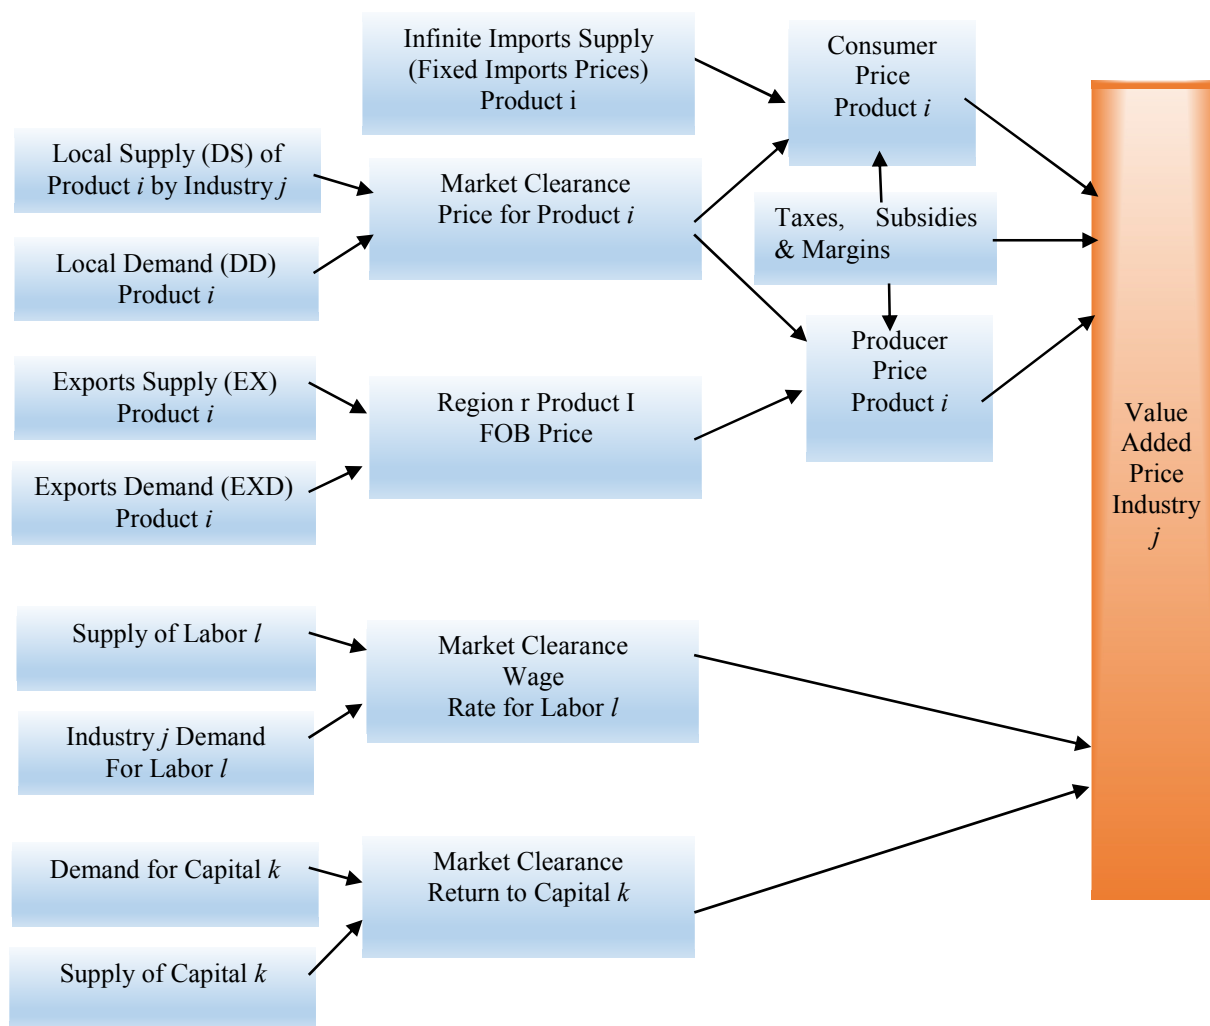 Infinite Imports Supply
(Fixed Imports Prices)
Product i
Consumer
Price
Product i
Local Supply (DS) of
Product i by Industry j
Market Clearance
Price for Product i
Taxes, Subsidies
& Margins
Local Demand (DD)
Product i
Producer
Price
Product i
Exports Supply (EX)
Product i
Region r Product I
FOB Price
Exports Demand (EXD)
Product i
Value
Added
Price
Industry
j
Supply of Labor l
Market Clearance
Wage
Rate for Labor l
Industry j Demand
For Labor l
Demand for Capital k
Market Clearance
Return to Capital k
Supply of Capital k